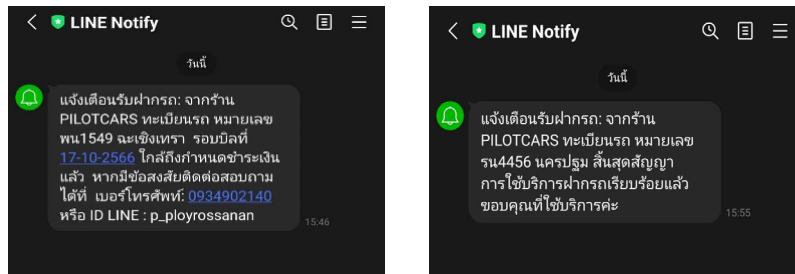 LINE Notify
วันนี้
แจ้งเตือนรับฝากรถ: จากร้าน
PILOTCARS ทะเบียนรถ หมายเลข
พน1549 ฉะเชิงเทรา รอบบิลที่
17-10-2566 ใกล้ถึงกำหนดชำระเงิน
แล้ว หากมีข้อสงสัยติดต่อสอบถาม
ได้ที่ เบอร์โทรศัพท์: 0934902140
หรือ ID LINE : p_ployrossanan
15:46
LINE Notify
วันนี้
แจ้งเตือนรับฝากรถ: จากร้าน
PILOTCARS ทะเบียนรถ หมายเลข
รน4456 นครปฐม สิ้นสุดสัญญา
การใช้บริการฝากรถเรียบร้อยแล้ว
ขอบคุณที่ใช้บริการค่ะ
15:55